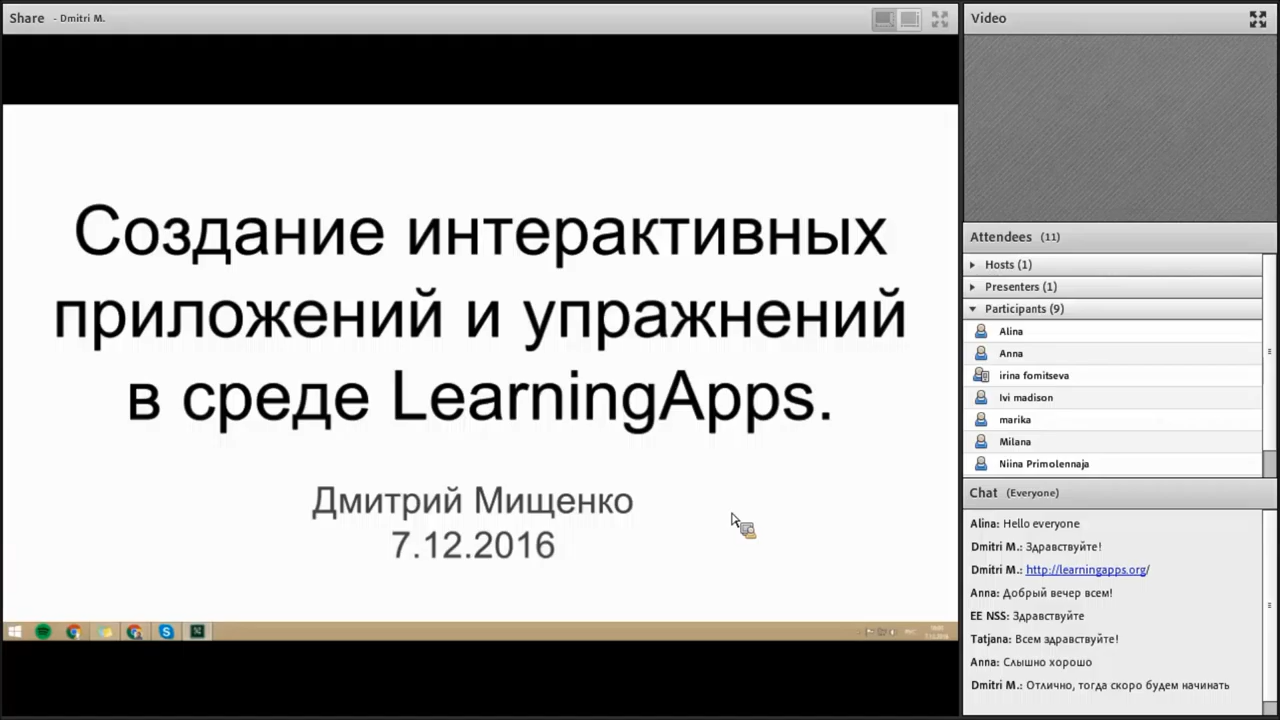 Share - Dmitri M.
Создание интерактивных
приложений и упражнений
в среде LearningApps.
Дмитрий Мищенко
7.12.2016
Video
Attendees (11)
Hosts (1)
Presenters (1)
Participants (9)
Alina
Anna
irina fomitseva
Ivi madison
marika
Milana
Niina Primolennaja
Chat (Everyone)
Alina: Hello everyone
Dmitri M.: Здравствуйте!
Dmitri M.: http://learningapps.org/
Anna: Добрый вечер всем!
EE NSS: Здравствуйте
Tatjana: Всем здравствуйте!
Anna: Слышно хорошо
Dmitri M.: Отлично, тогда скоро будем начинать